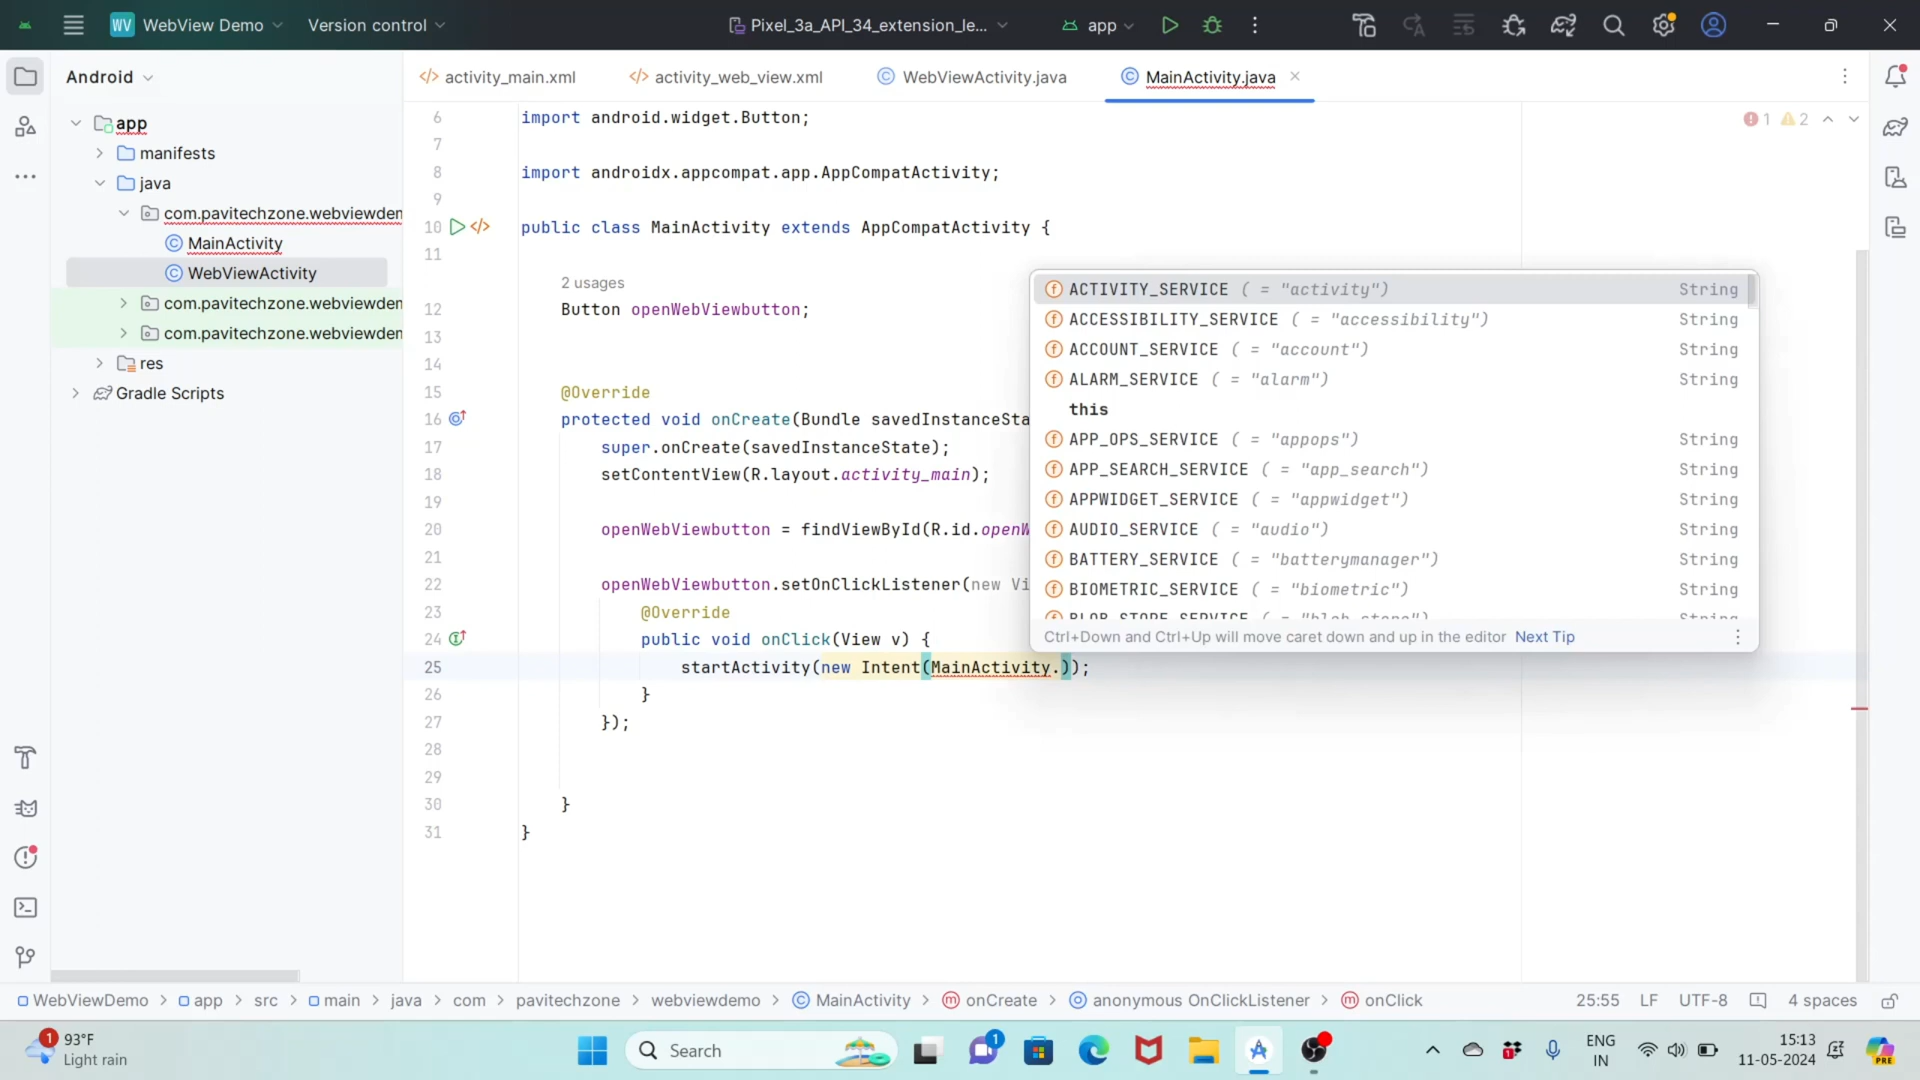 WV WebView Demo Version control Pixel_3a_API_34_extension_le... app
Android
app
manifests
java
com.pavitechzone.webviewden
MainActivity
WebViewActivity
com.pavitechzone.webviewden
com.pavitechzone.webviewden
res
Gradle Scripts
activity_main.xml activity_web_view.xml WebViewActivity.java MainActivity.java
1 2
6 import android.widget.Button;
7
8 import androidx.appcompat.app.AppCompatActivity;
9
10 public class MainActivity extends AppCompatActivity {
11
2 usages
12 Button openWebViewbutton;
13
14
15 @Override
16 protected void onCreate(Bundle savedInstanceSta
17 super.onCreate(savedInstanceState);
18 setContentView(R.layout.activity_main);
19
20 openWebViewbutton = findViewById(R.id.openW
21
22 openWebViewbutton.setOnClickListener(new Vi
23 @Override
24 public void onClick(View v) {
25 startActivity(new Intent(MainActivity.));
26 }
27 });
28
29
30 }
31 }
ACTIVITY_SERVICE ( = "activity") String
ACCESSIBILITY_SERVICE ( = "accessibility") String
ACCOUNT_SERVICE ( = "account") String
ALARM_SERVICE ( = "alarm") String
this
APP_OPS_SERVICE ( = "appops") String
APP_SEARCH_SERVICE ( = "app_search") String
APPWIDGET_SERVICE ( = "appwidget") String
AUDIO_SERVICE ( = "audio") String
BATTERY_SERVICE ( = "batterymanager") String
BIOMETRIC_SERVICE ( = "biometric") String
BLOB_STORE_SERVICE ( = "blob_store") String
Ctrl+Down and Ctrl+Up will move caret down and up in the editor Next Tip
WebViewDemo > app > src > main > java > com > pavitechzone > webviewdemo > MainActivity > onCreate > anonymous OnClickListener > onClick 25:55 LF UTF-8 4 spaces
1 93°F
Light rain
Search
1
1
ENG
IN
15:13
11-05-2024
PRE